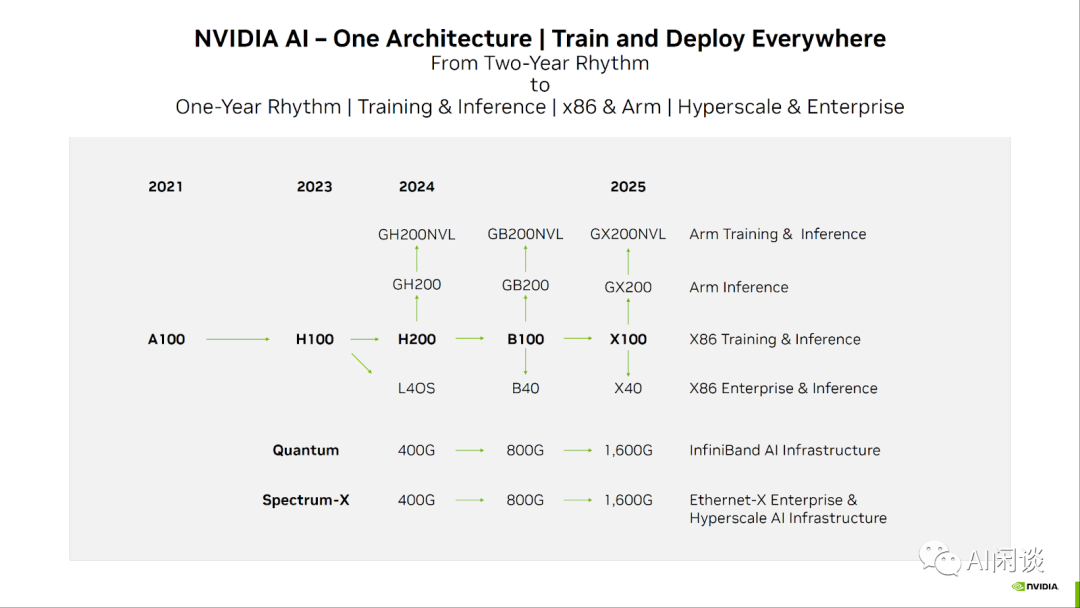 NVIDIA AI – One Architecture | Train and Deploy Everywhere
From Two-Year Rhythm
to
One-Year Rhythm | Training & Inference | x86 & Arm | Hyperscale & Enterprise
2021 2023 2024 2025
GH200NVL GB200NVL GX200NVL Arm Training & Inference
GH200 GB200 GX200 Arm Inference
A100 H100 H200 B100 X100 X86 Training & Inference
L4OS B40 X40 X86 Enterprise & Inference
Quantum 400G 800G 1,600G InfiniBand AI Infrastructure
Spectrum-X 400G 800G 1,600G Ethernet-X Enterprise &
Hyperscale AI Infrastructure
AI闲谈
NVIDIA.